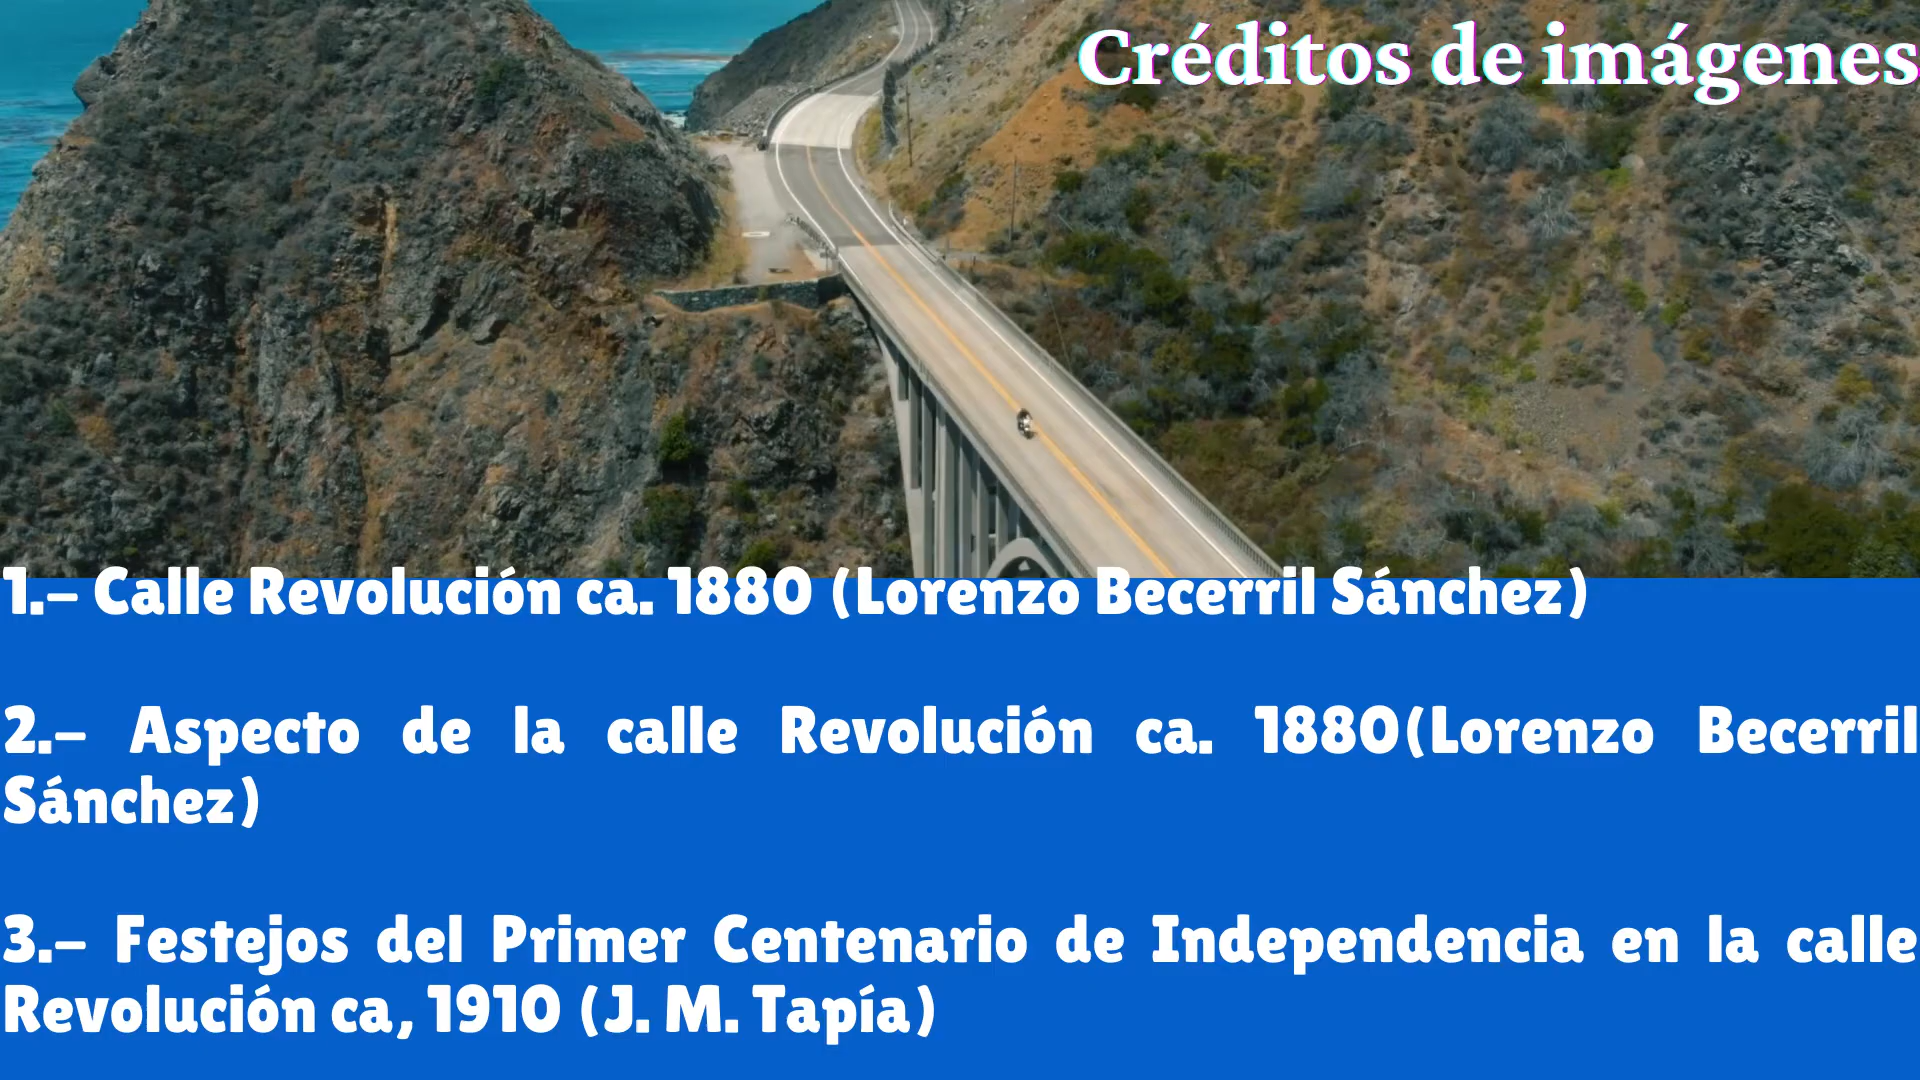 Créditos de imágenes
1.- Calle Revolución ca. 1880 (Lorenzo Becerril Sánchez)
2.- Aspecto de la calle Revolución ca. 1880(Lorenzo Becerril
Sánchez)
3.- Festejos del Primer Centenario de Independencia en la calle
Revolución ca, 1910 (J. M. Tapía)